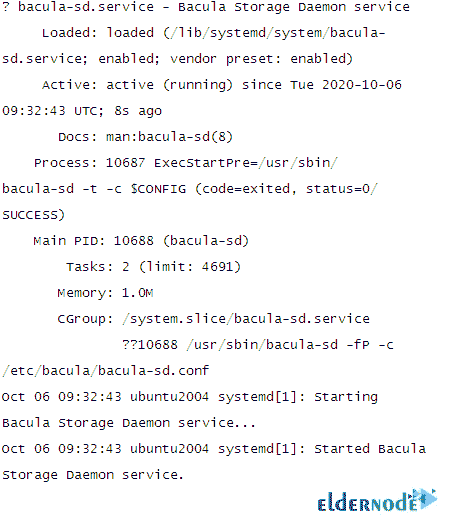 ? bacula-sd.service - Bacula Storage Daemon service
Loaded: loaded (/lib/systemd/system/bacula-
sd.service; enabled; vendor preset: enabled)
Active: active (running) since Tue 2020-10-06
09:32:43 UTC; 8s ago
Docs: man:bacula-sd(8)
Process: 10687 ExecStartPre=/usr/sbin/
bacula-sd -t -c $CONFIG (code=exited, status=0/
SUCCESS)
Main PID: 10688 (bacula-sd)
Tasks: 2 (limit: 4691)
Memory: 1.0M
CGroup: /system.slice/bacula-sd.service
??10688 /usr/sbin/bacula-sd -fP -c
/etc/bacula/bacula-sd.conf
Oct 06 09:32:43 ubuntu2004 systemd[1]: Starting
Bacula Storage Daemon service...
Oct 06 09:32:43 ubuntu2004 systemd[1]: Started Bacula
Storage Daemon service.
eldernode